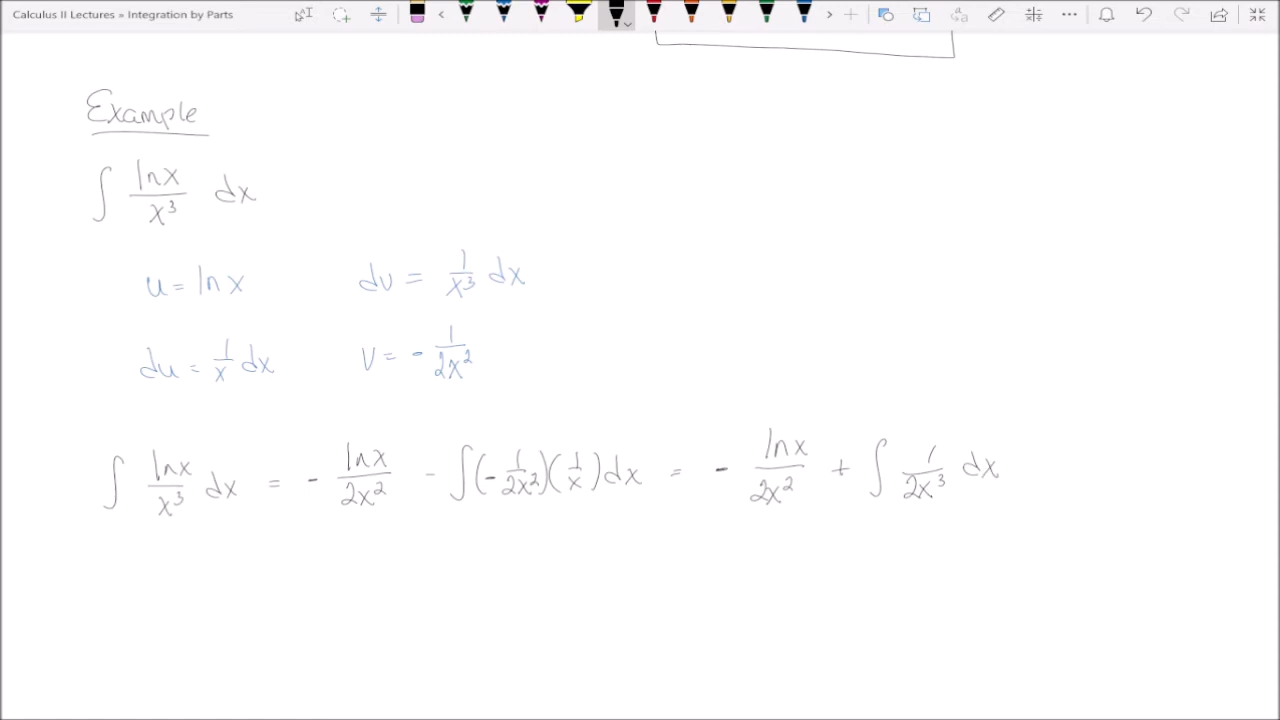 Calculus II Lectures » Integration by Parts
Example
∫ lnx/x³ dx
u = lnx dv = 1/x³ dx
du = 1/x dx v = - 1/2x²
∫ lnx/x³ dx = - lnx/2x² - ∫(-1/2x²)(1/x)dx = - lnx/2x² + ∫ 1/2x³ dx